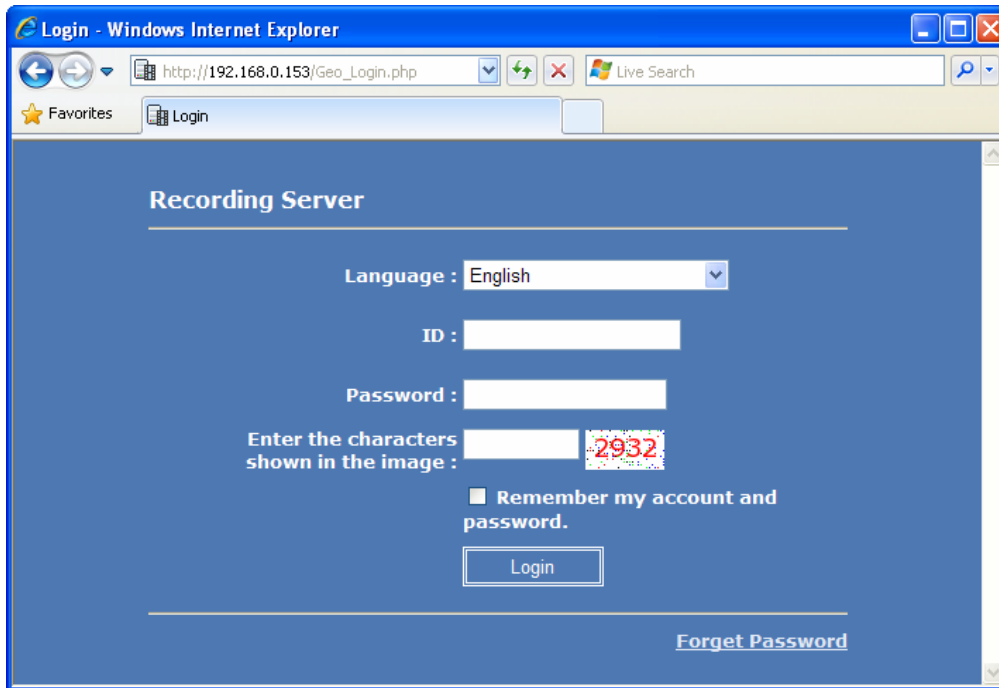 Login - Windows Internet Explorer
http://192.168.0.153/Geo_Login.php
Live Search
Favorites
Login
Recording Server
Language : English
ID :
Password :
Enter the characters
shown in the image : 2932
Remember my account and
password.
Login
Forget Password